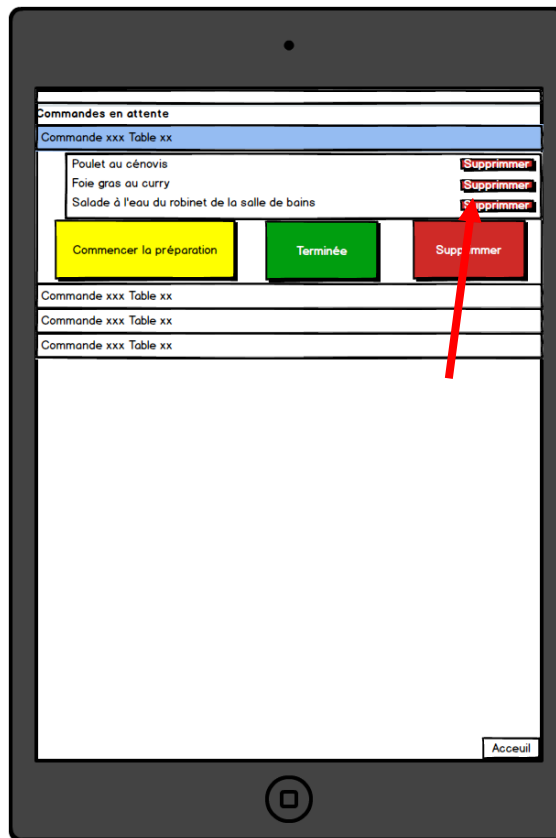 Commandes en attente
Commande xxx Table xx
Poulet au cénovis Supprimmer
Foie gras au curry Supprimmer
Salade à l'eau du robinet de la salle de bains Supprimmer
Commencer la préparation Terminée Supprimmer
Commande xxx Table xx
Commande xxx Table xx
Commande xxx Table xx
Acceuil